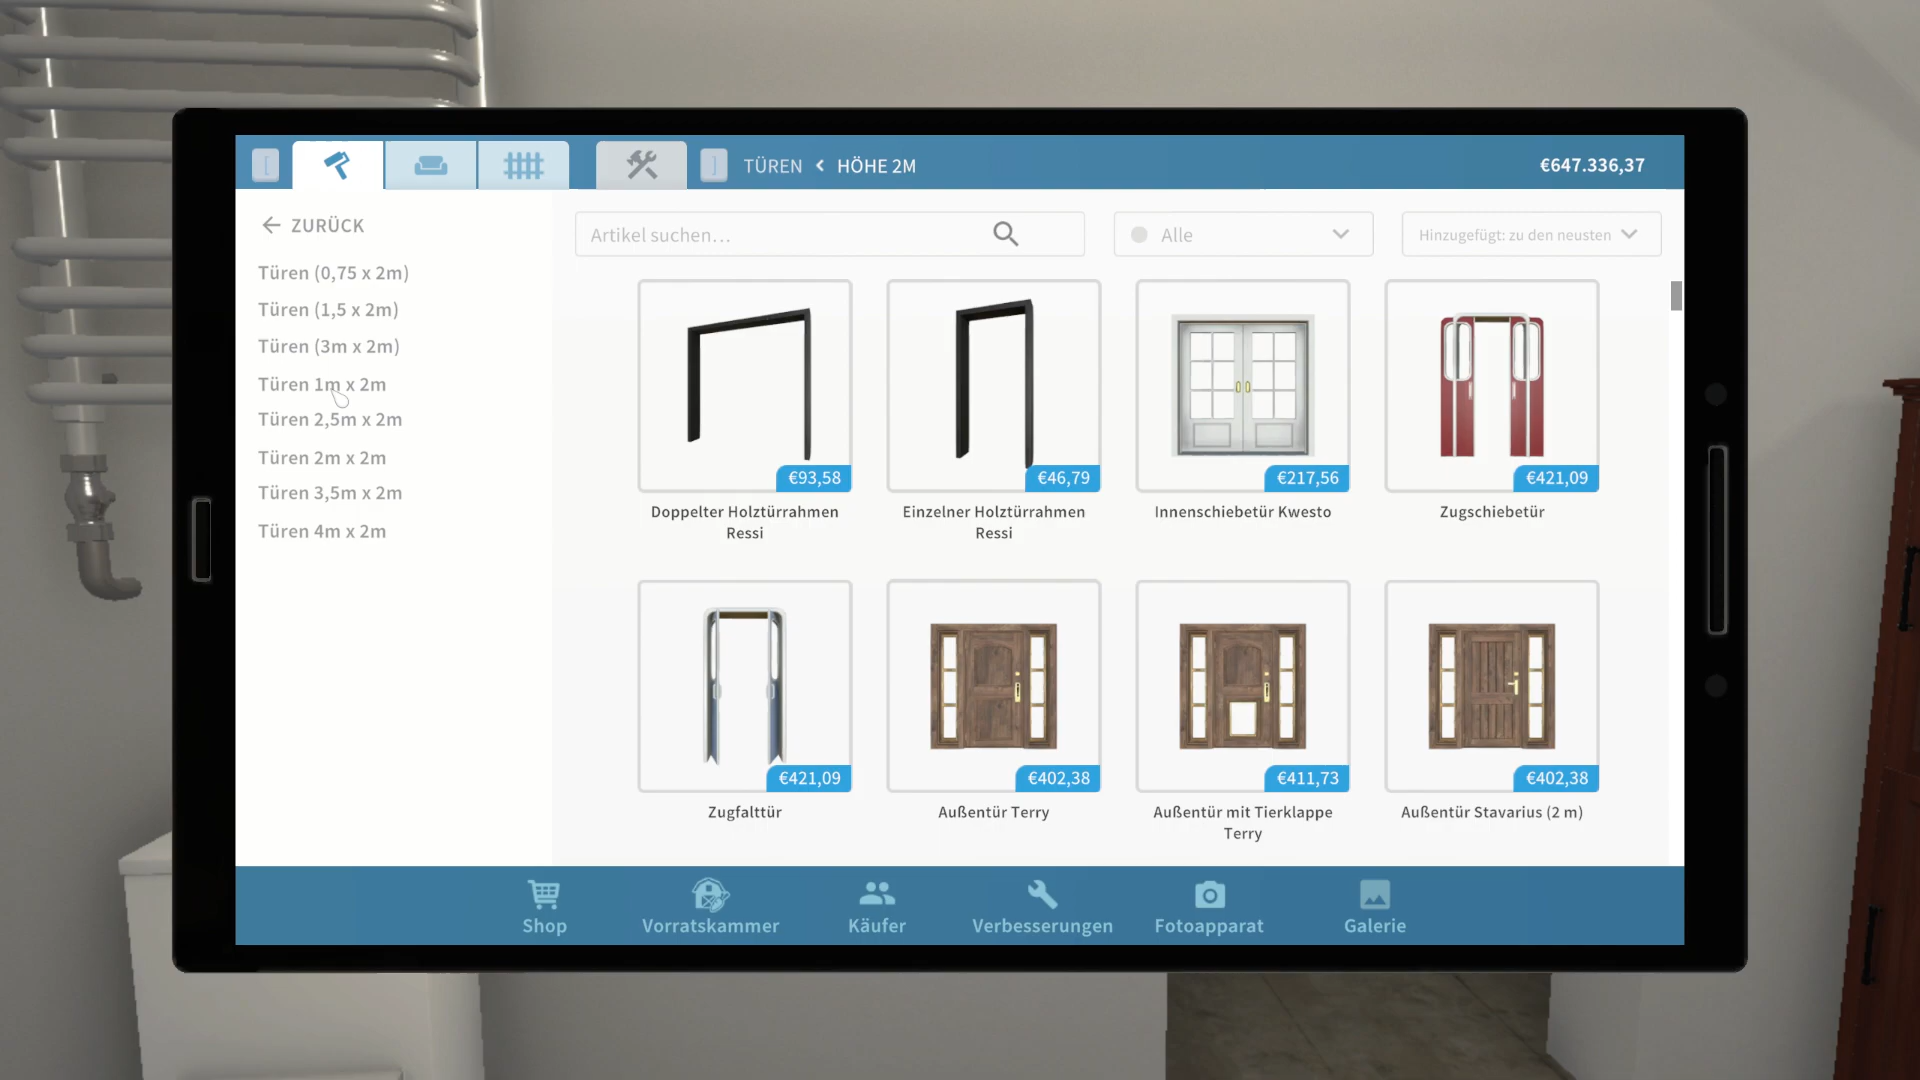 [
]
TÜREN < HÖHE 2M
€647.336,37
← ZURÜCK
Türen (0,75 x 2m)
Türen (1,5 x 2m)
Türen (3m x 2m)
Türen 1m x 2m
Türen 2,5m x 2m
Türen 2m x 2m
Türen 3,5m x 2m
Türen 4m x 2m
Artikel suchen...
Alle
Hinzugefügt: zu den neusten
€93,58
Doppelter Holztürrahmen
Ressi
€46,79
Einzelner Holztürrahmen
Ressi
€217,56
Innenschiebetür Kwesto
€421,09
Zugschiebetür
€421,09
Zugfalttür
€402,38
Außentür Terry
€411,73
Außentür mit Tierklappe
Terry
€402,38
Außentür Stavarius (2 m)
Shop
Vorratskammer
Käufer
Verbesserungen
Fotoapparat
Galerie